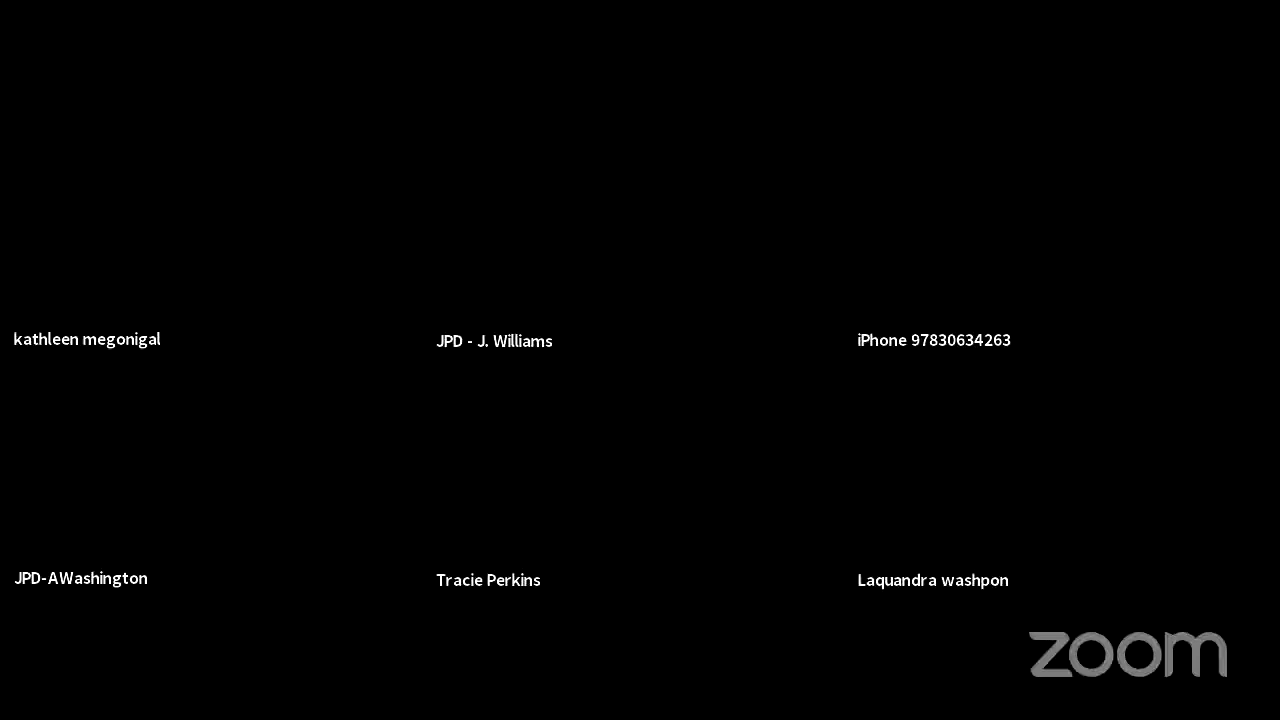 kathleen megonigal
JPD - J. Williams
iPhone 97830634263
JPD-AWashington
Tracie Perkins
Laquandra washpon
zoom